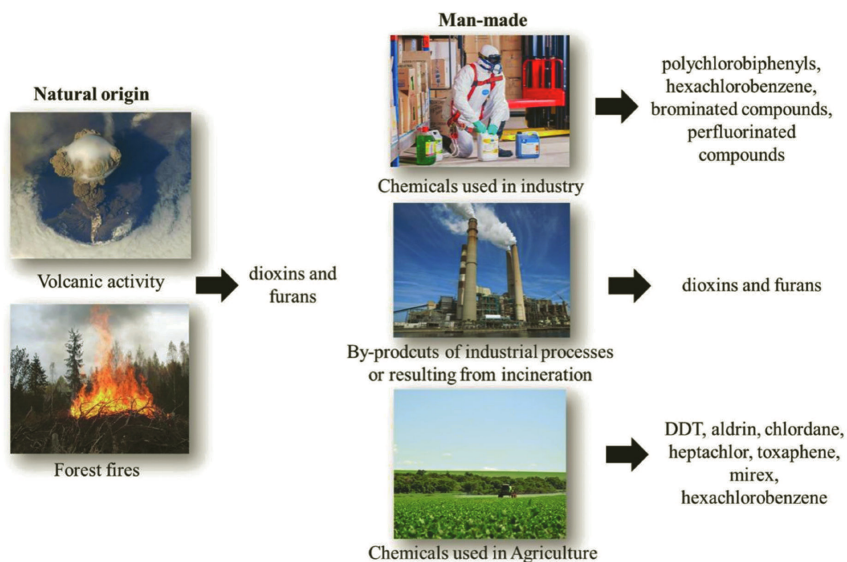 Natural origin
Volcanic activity
Forest fires
dioxins and
furans
Man-made
Chemicals used in industry
polychlorobiphenyls,
hexachlorobenzene,
brominated compounds,
perfluorinated
compounds
By-prodcuts of industrial processes
or resulting from incineration
dioxins and furans
Chemicals used in Agriculture
DDT, aldrin, chlordane,
heptachlor, toxaphene,
mirex,
hexachlorobenzene